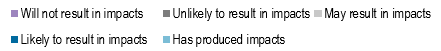 Will not result in impacts Unlikely to result in impacts May result in impacts
Likely to result in impacts Has produced impacts